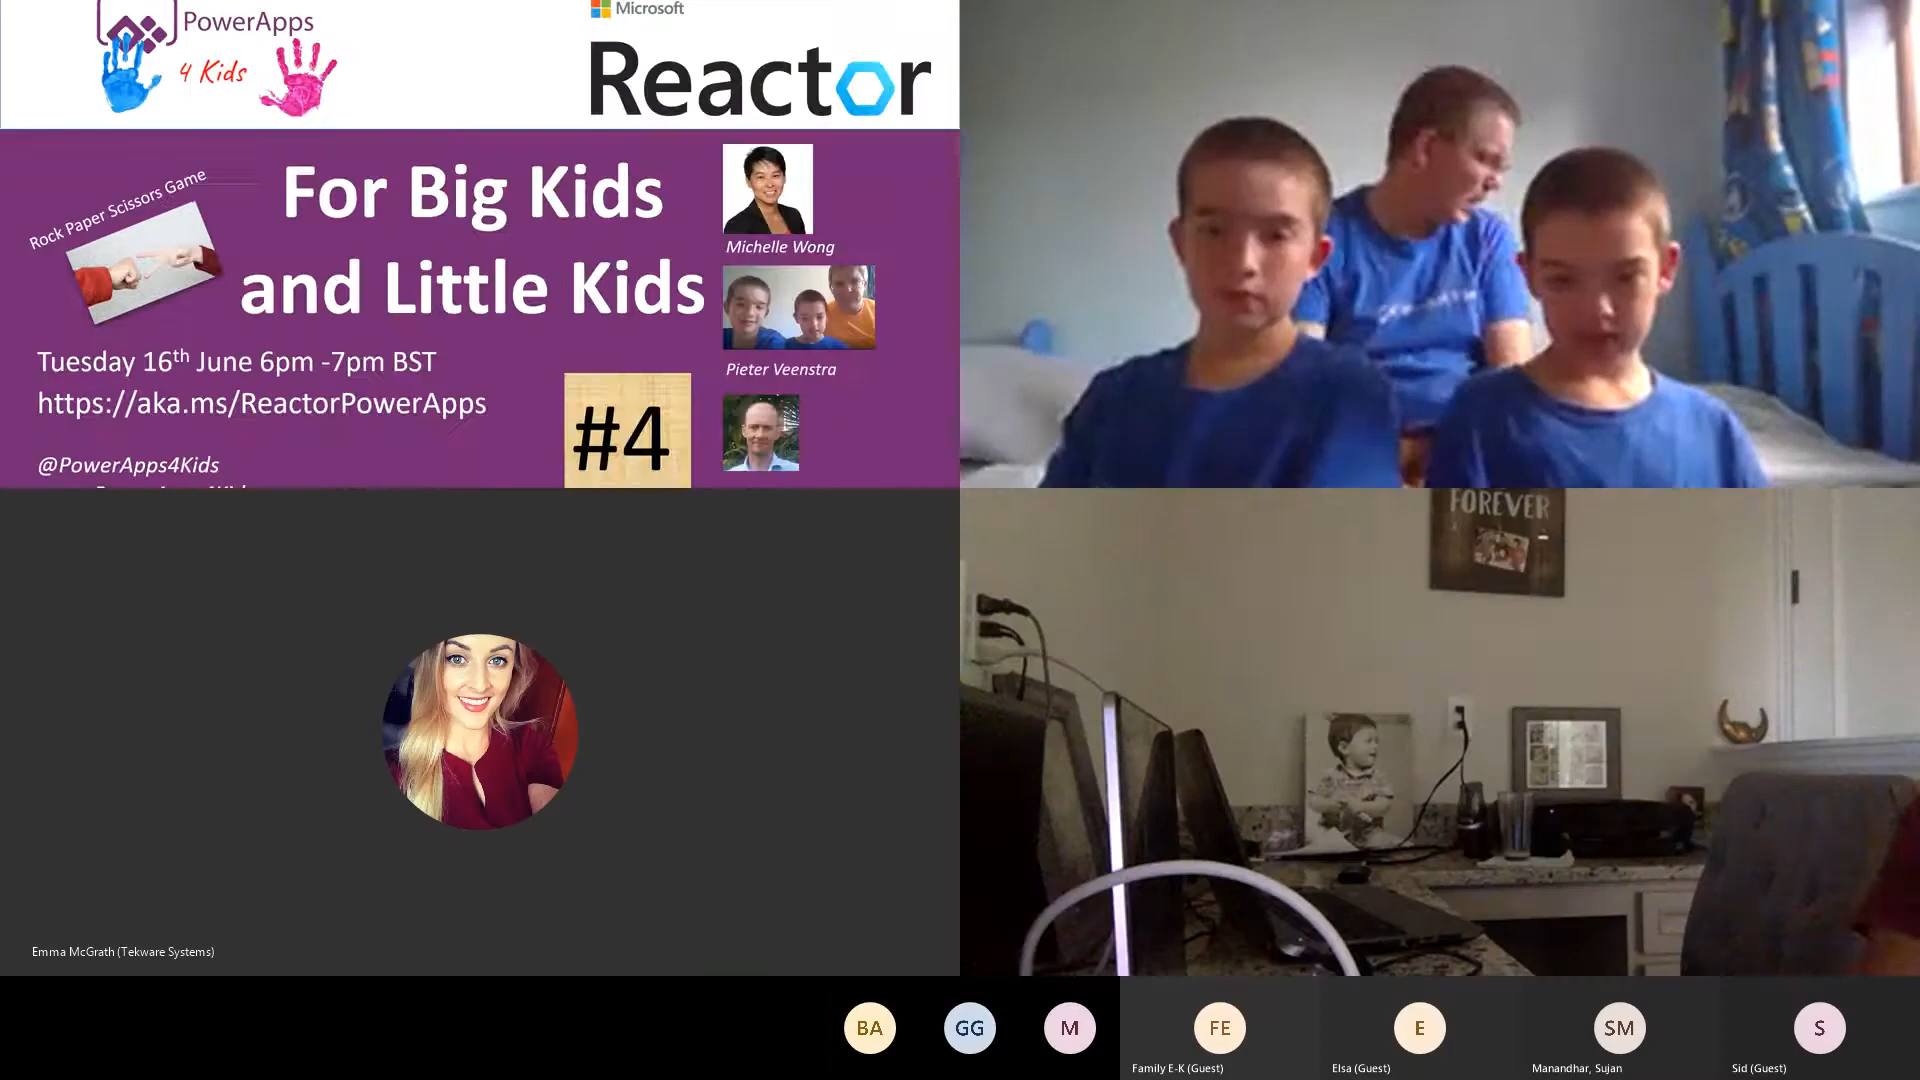 PowerApps
4 Kids
Microsoft
Reactor
Rock Paper Scissors Game
For Big Kids
and Little Kids
Michelle Wong
Pieter Veenstra
Tuesday 16th June 6pm -7pm BST
https://aka.ms/ReactorPowerApps
#4
@PowerApps4Kids
FOREVER
Emma McGrath (Tekware Systems)
BA
GG
M
FE
E
SM
S
Family E-K (Guest)
Elsa (Guest)
Manandhar, Sujan
Sid (Guest)